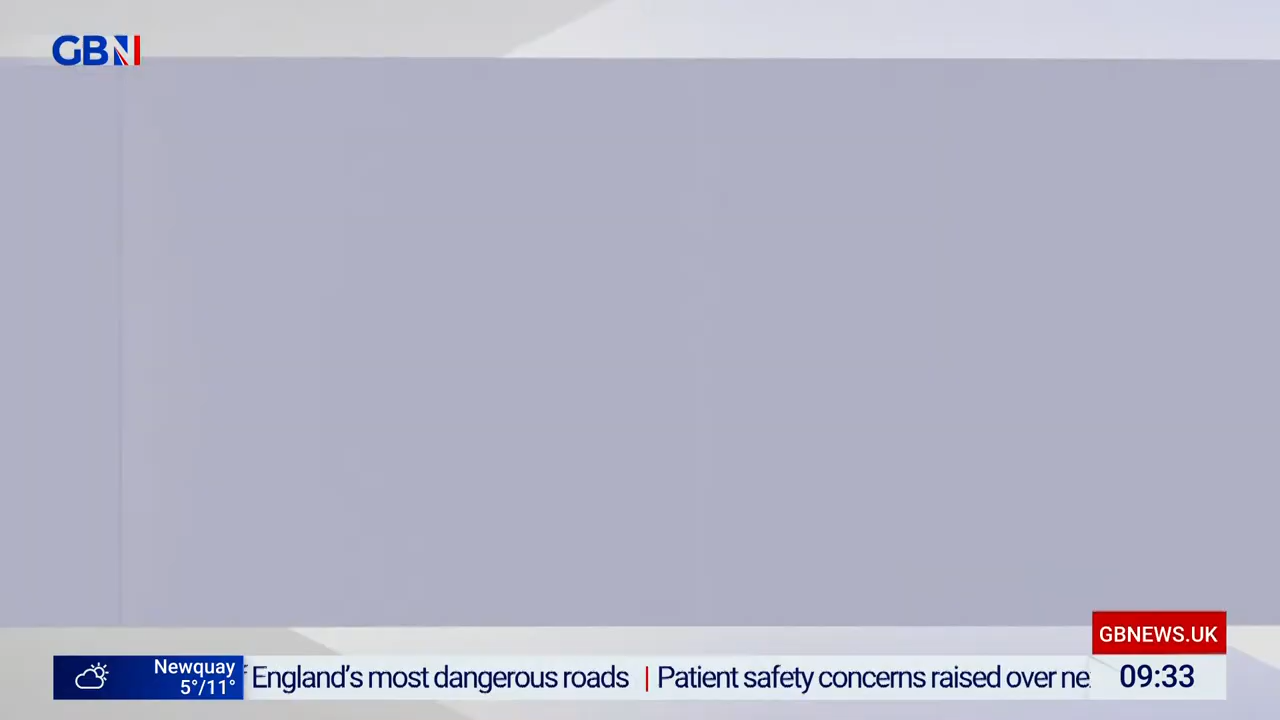 GBN
GBNEWS.UK
Newquay
5°/11°
England's most dangerous roads | Patient safety concerns raised over
09:33